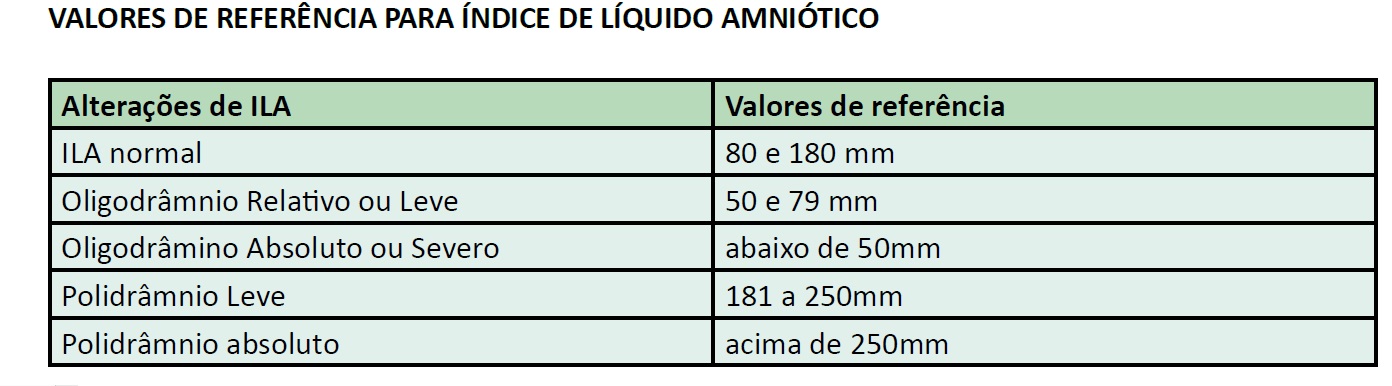 VALORES DE REFERÊNCIA PARA ÍNDICE DE LÍQUIDO AMNIÓTICO
Alterações de ILA Valores de referência
ILA normal 80 e 180 mm
Oligodrâmnio Relativo ou Leve 50 e 79 mm
Oligodrâmino Absoluto ou Severo abaixo de 50mm
Polidrâmnio Leve 181 a 250mm
Polidrâmnio absoluto acima de 250mm